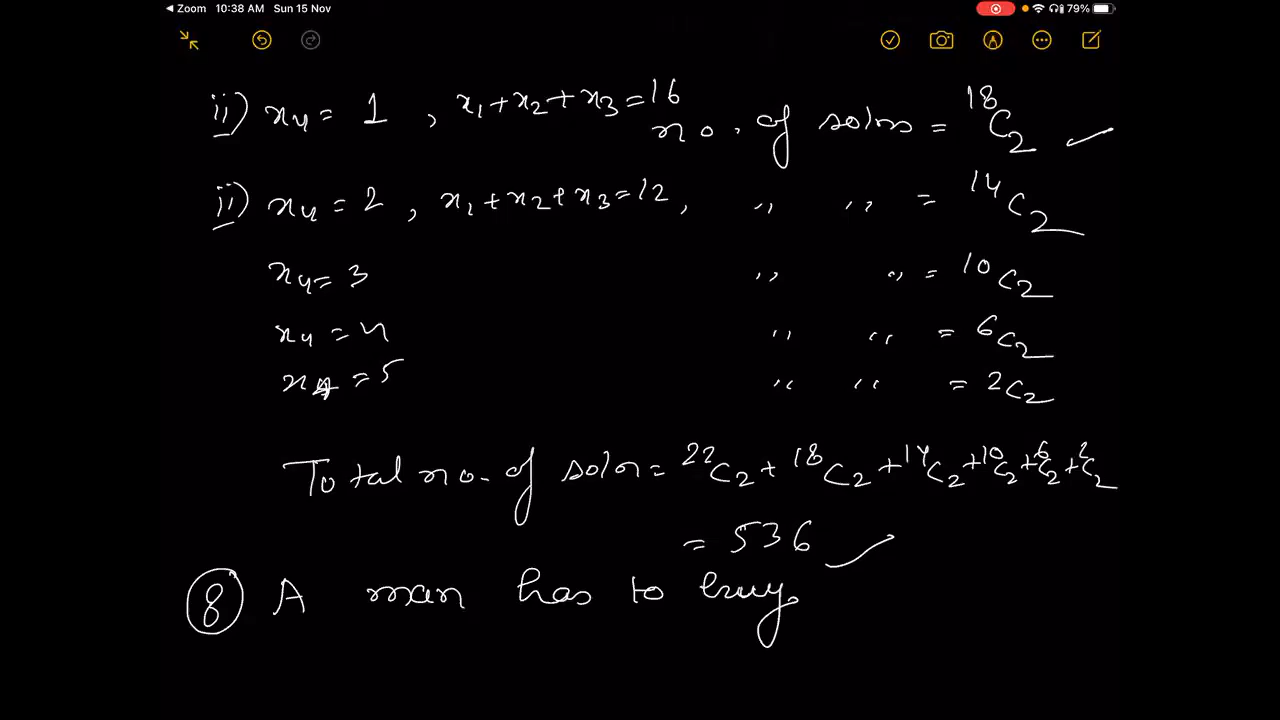 ◀ Zoom 10:38 AM Sun 15 Nov 79%
ii) x₄ = 1 , x₁+x₂+x₃=16 no. of solns = ¹⁸C₂ ✓
ii) x₄ = 2 , x₁+x₂+x₃=12, ,, ,, = ¹⁴C₂
x₄ = 3 ,, ,, = ¹⁰C₂
x₄ = 4 ,, ,, = ⁶C₂
x₄ = 5 ,, ,, = ²C₂
Total no. of soln = ²²C₂ + ¹⁸C₂ + ¹⁴C₂ + ¹⁰C₂ + ⁶C₂ + ²C₂
= 536 ✓
⑧ A man has to buy